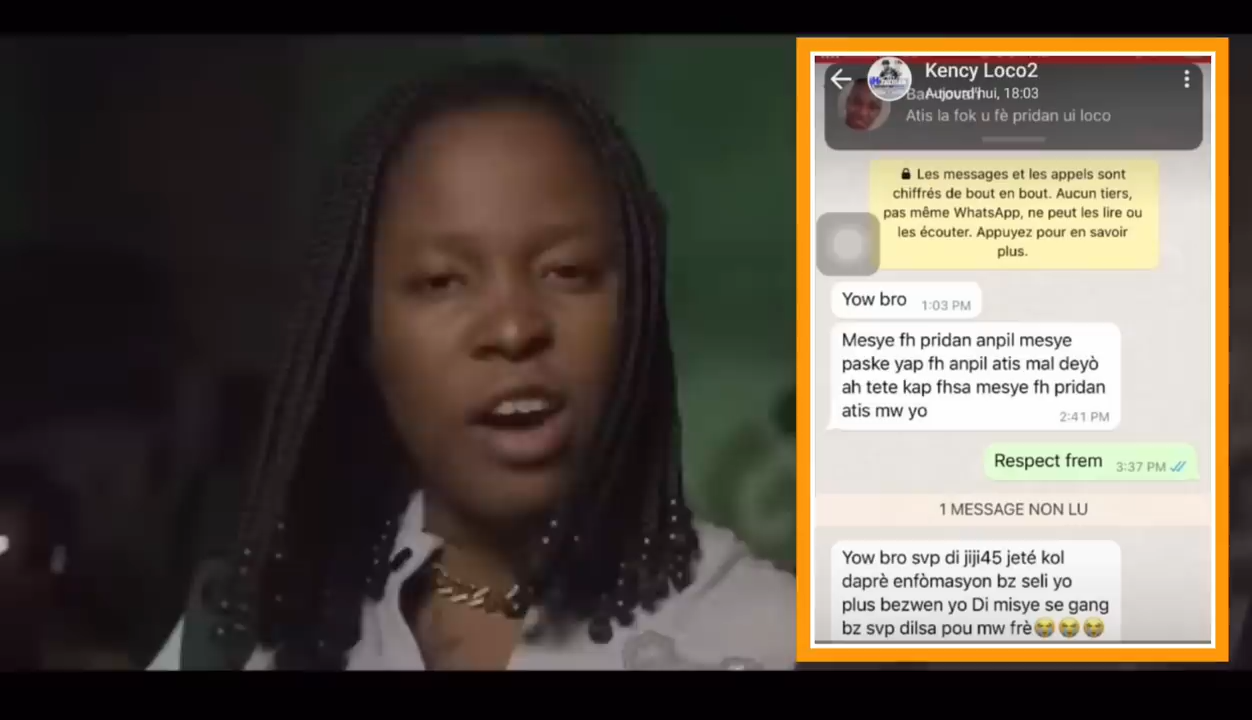 Kency Loco2
Aujourd'hui, 18:03
Atis la fok u fè pridan ui loco
Les messages et les appels sont
chiffrés de bout en bout. Aucun tiers,
pas même WhatsApp, ne peut les lire ou
les écouter. Appuyez pour en savoir
plus.
Yow bro 1:03 PM
Mesye fh pridan anpil mesye
paske yap fh anpil atis mal deyò
ah tete kap fhsa mesye fh pridan
atis mw yo 2:41 PM
Respect frem 3:37 PM
1 MESSAGE NON LU
Yow bro svp di jiji45 jeté kol
daprè enfòmasyon bz seli yo
plus bezwen yo Di misye se gang
bz svp dilsa pou mw frè😭😭😭